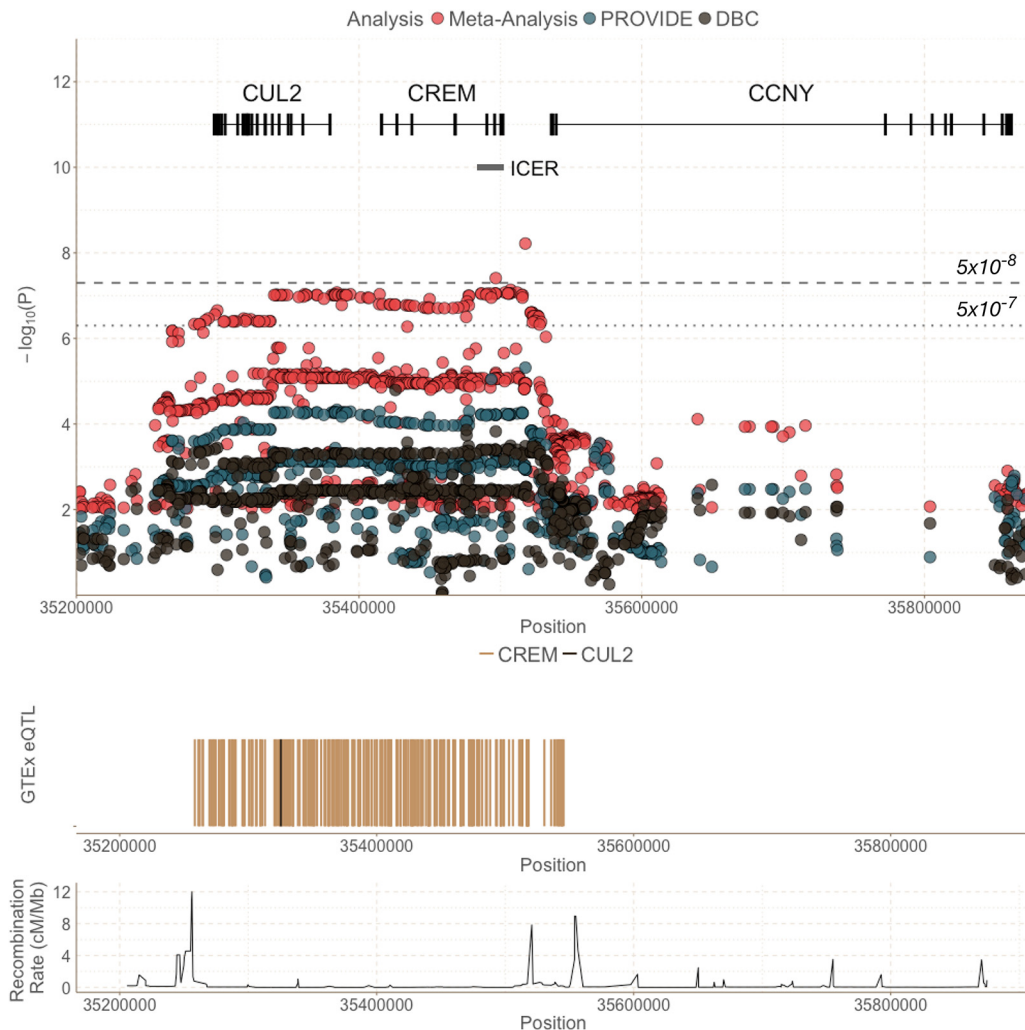 Analysis Meta-Analysis PROVIDE DBC
12
CUL2 CREM CCNY
10
ICER
8
5x10-8
5x10-7
6
4
2
− log10(P)
35200000 35400000 35600000 35800000
Position
CREM CUL2
GTEx eQTL
35200000 35400000 35600000 35800000
Position
Recombination
Rate (cM/Mb)
12
8
4
0
35200000 35400000 35600000 35800000
Position